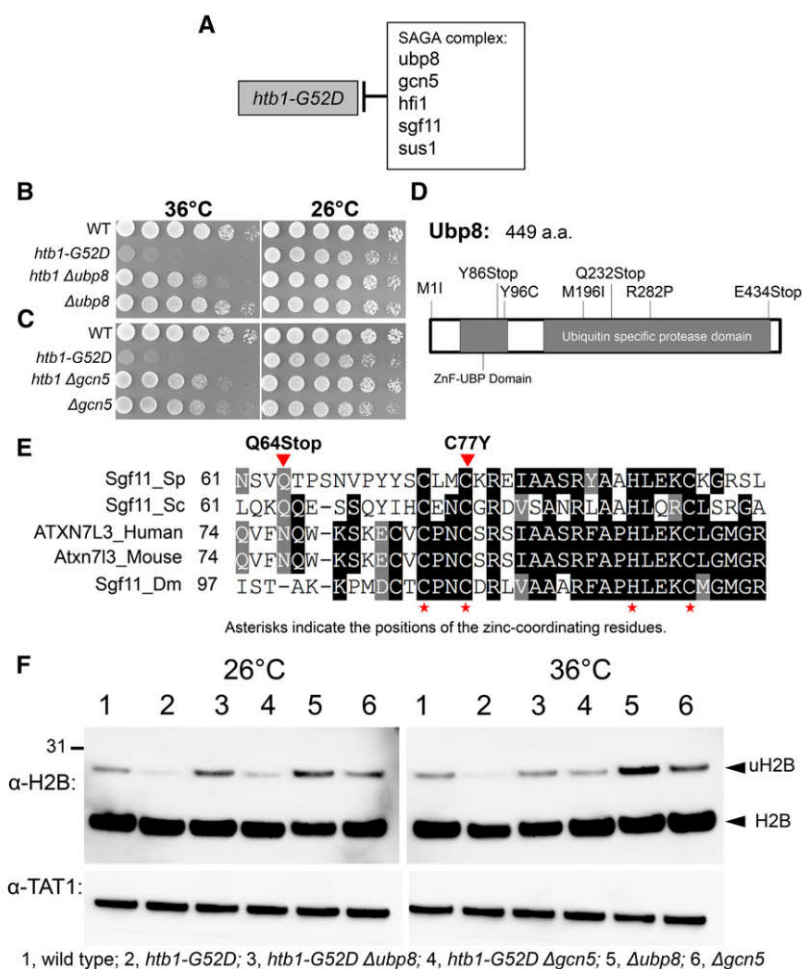 A
htb1-G52D
SAGA complex:
ubp8
gcn5
hfi1
sgf11
sus1
B
36°C
26°C
WT
htb1-G52D
htb1 Δubp8
Δubp8
C
WT
htb1-G52D
htb1 Δgcn5
Δgcn5
D
Ubp8: 449 a.a.
M1I
Y86Stop
Y96C
Q232Stop
M196I
R282P
E434Stop
Ubiquitin specific protease domain
ZnF-UBP Domain
E
Q64Stop
C77Y
Sgf11_Sp 61 NSVQTPSNVPYYSCLMCKREIAASRYAAHLEKCKGRSL
Sgf11_Sc 61 LQKQQE-SSQYIHCENCGRDVSANRLAAHLQRCLSRGA
ATXN7L3_Human 74 QVFNQW-KSKECVCPNCSRSIAASRFAPHLEKCLGMGR
Atxn7l3_Mouse 74 QVFNQW-KSKECVCPNCSRSIAASRFAPHLEKCLGMGR
Sgf11_Dm 97 IST-AK-KPMDCTCPNCDRLVAAARFAPHLEKCMGMGR
Asterisks indicate the positions of the zinc-coordinating residues.
F
26°C
36°C
1 2 3 4 5 6
1 2 3 4 5 6
31
α-H2B:
uH2B
H2B
α-TAT1:
1, wild type; 2, htb1-G52D; 3, htb1-G52D Δubp8; 4, htb1-G52D Δgcn5; 5, Δubp8; 6, Δgcn5